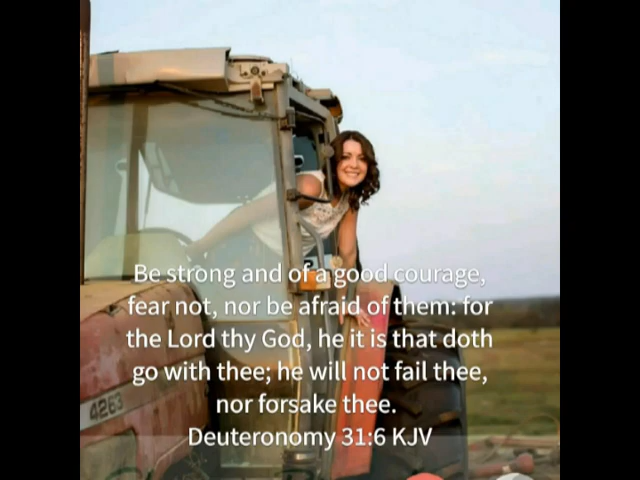 Be strong and of a good courage,
fear not, nor be afraid of them: for
the Lord thy God, he it is that doth
go with thee; he will not fail thee,
nor forsake thee.
Deuteronomy 31:6 KJV
4263